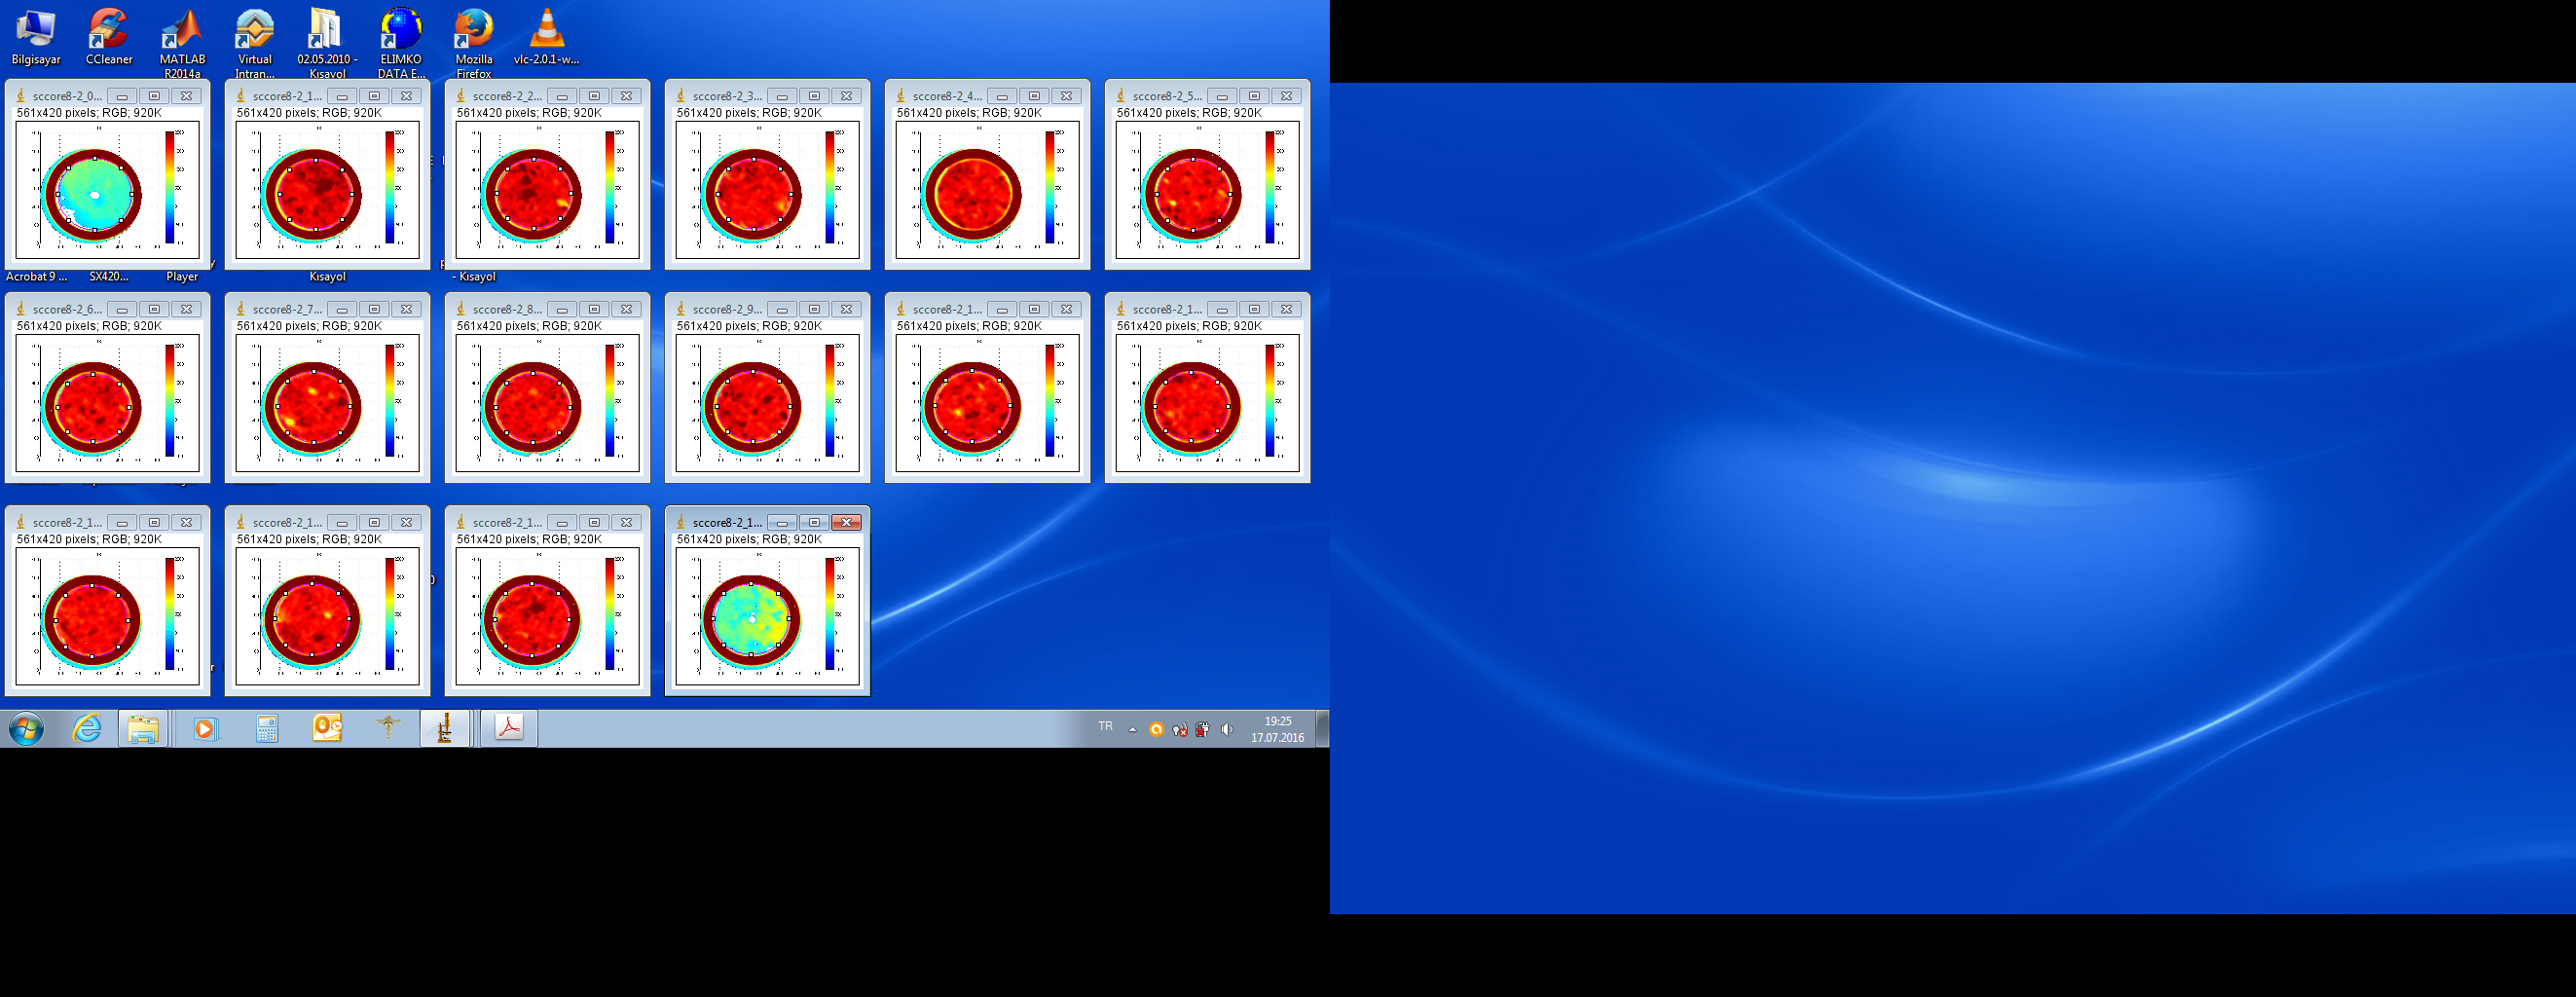 Bilgisayar
CCleaner
MATLAB
R2014a
Virtual
Intran...
02.05.2010 -
Kısayol
ELIMKO
DATA E...
Mozilla
Firefox
vlc-2.0.1-w...
sccore8-2_0...
561x420 pixels; RGB; 920K
sccore8-2_1...
561x420 pixels; RGB; 920K
sccore8-2_2...
561x420 pixels; RGB; 920K
sccore8-2_3...
561x420 pixels; RGB; 920K
sccore8-2_4...
561x420 pixels; RGB; 920K
sccore8-2_5...
561x420 pixels; RGB; 920K
Acrobat 9 ...
SX420...
Player
Kısayol
- Kısayol
sccore8-2_6...
561x420 pixels; RGB; 920K
sccore8-2_7...
561x420 pixels; RGB; 920K
sccore8-2_8...
561x420 pixels; RGB; 920K
sccore8-2_9...
561x420 pixels; RGB; 920K
sccore8-2_1...
561x420 pixels; RGB; 920K
sccore8-2_1...
561x420 pixels; RGB; 920K
sccore8-2_1...
561x420 pixels; RGB; 920K
sccore8-2_1...
561x420 pixels; RGB; 920K
sccore8-2_1...
561x420 pixels; RGB; 920K
sccore8-2_1...
561x420 pixels; RGB; 920K
TR
19:25
17.07.2016